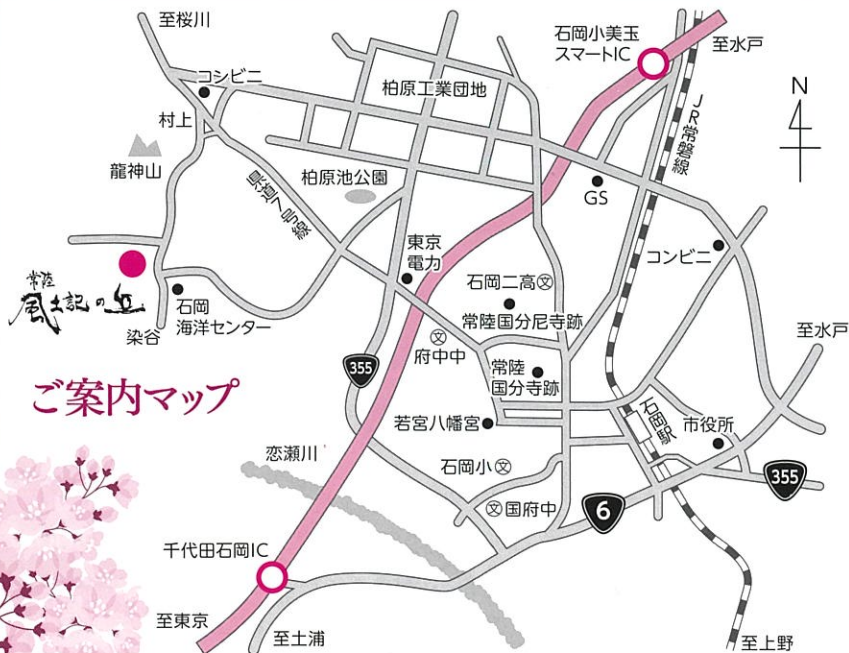 至桜川
石岡小美玉
スマートIC
至水戸
コシビニ
柏原工業団地
N
村上
JR常磐線
龍神山
県道7号線
柏原池公園
GS
東京
電力
コンビニ
石岡二高文
常陸
風土記の丘
石岡
海洋センター
常陸国分尼寺跡
染谷
文
府中中
至水戸
355
常陸
国分寺跡
ご案内マップ
若宮八幡宮
石岡駅
市役所
恋瀬川
石岡小文
355
文国府中
6
千代田石岡IC
至東京
至土浦
至上野